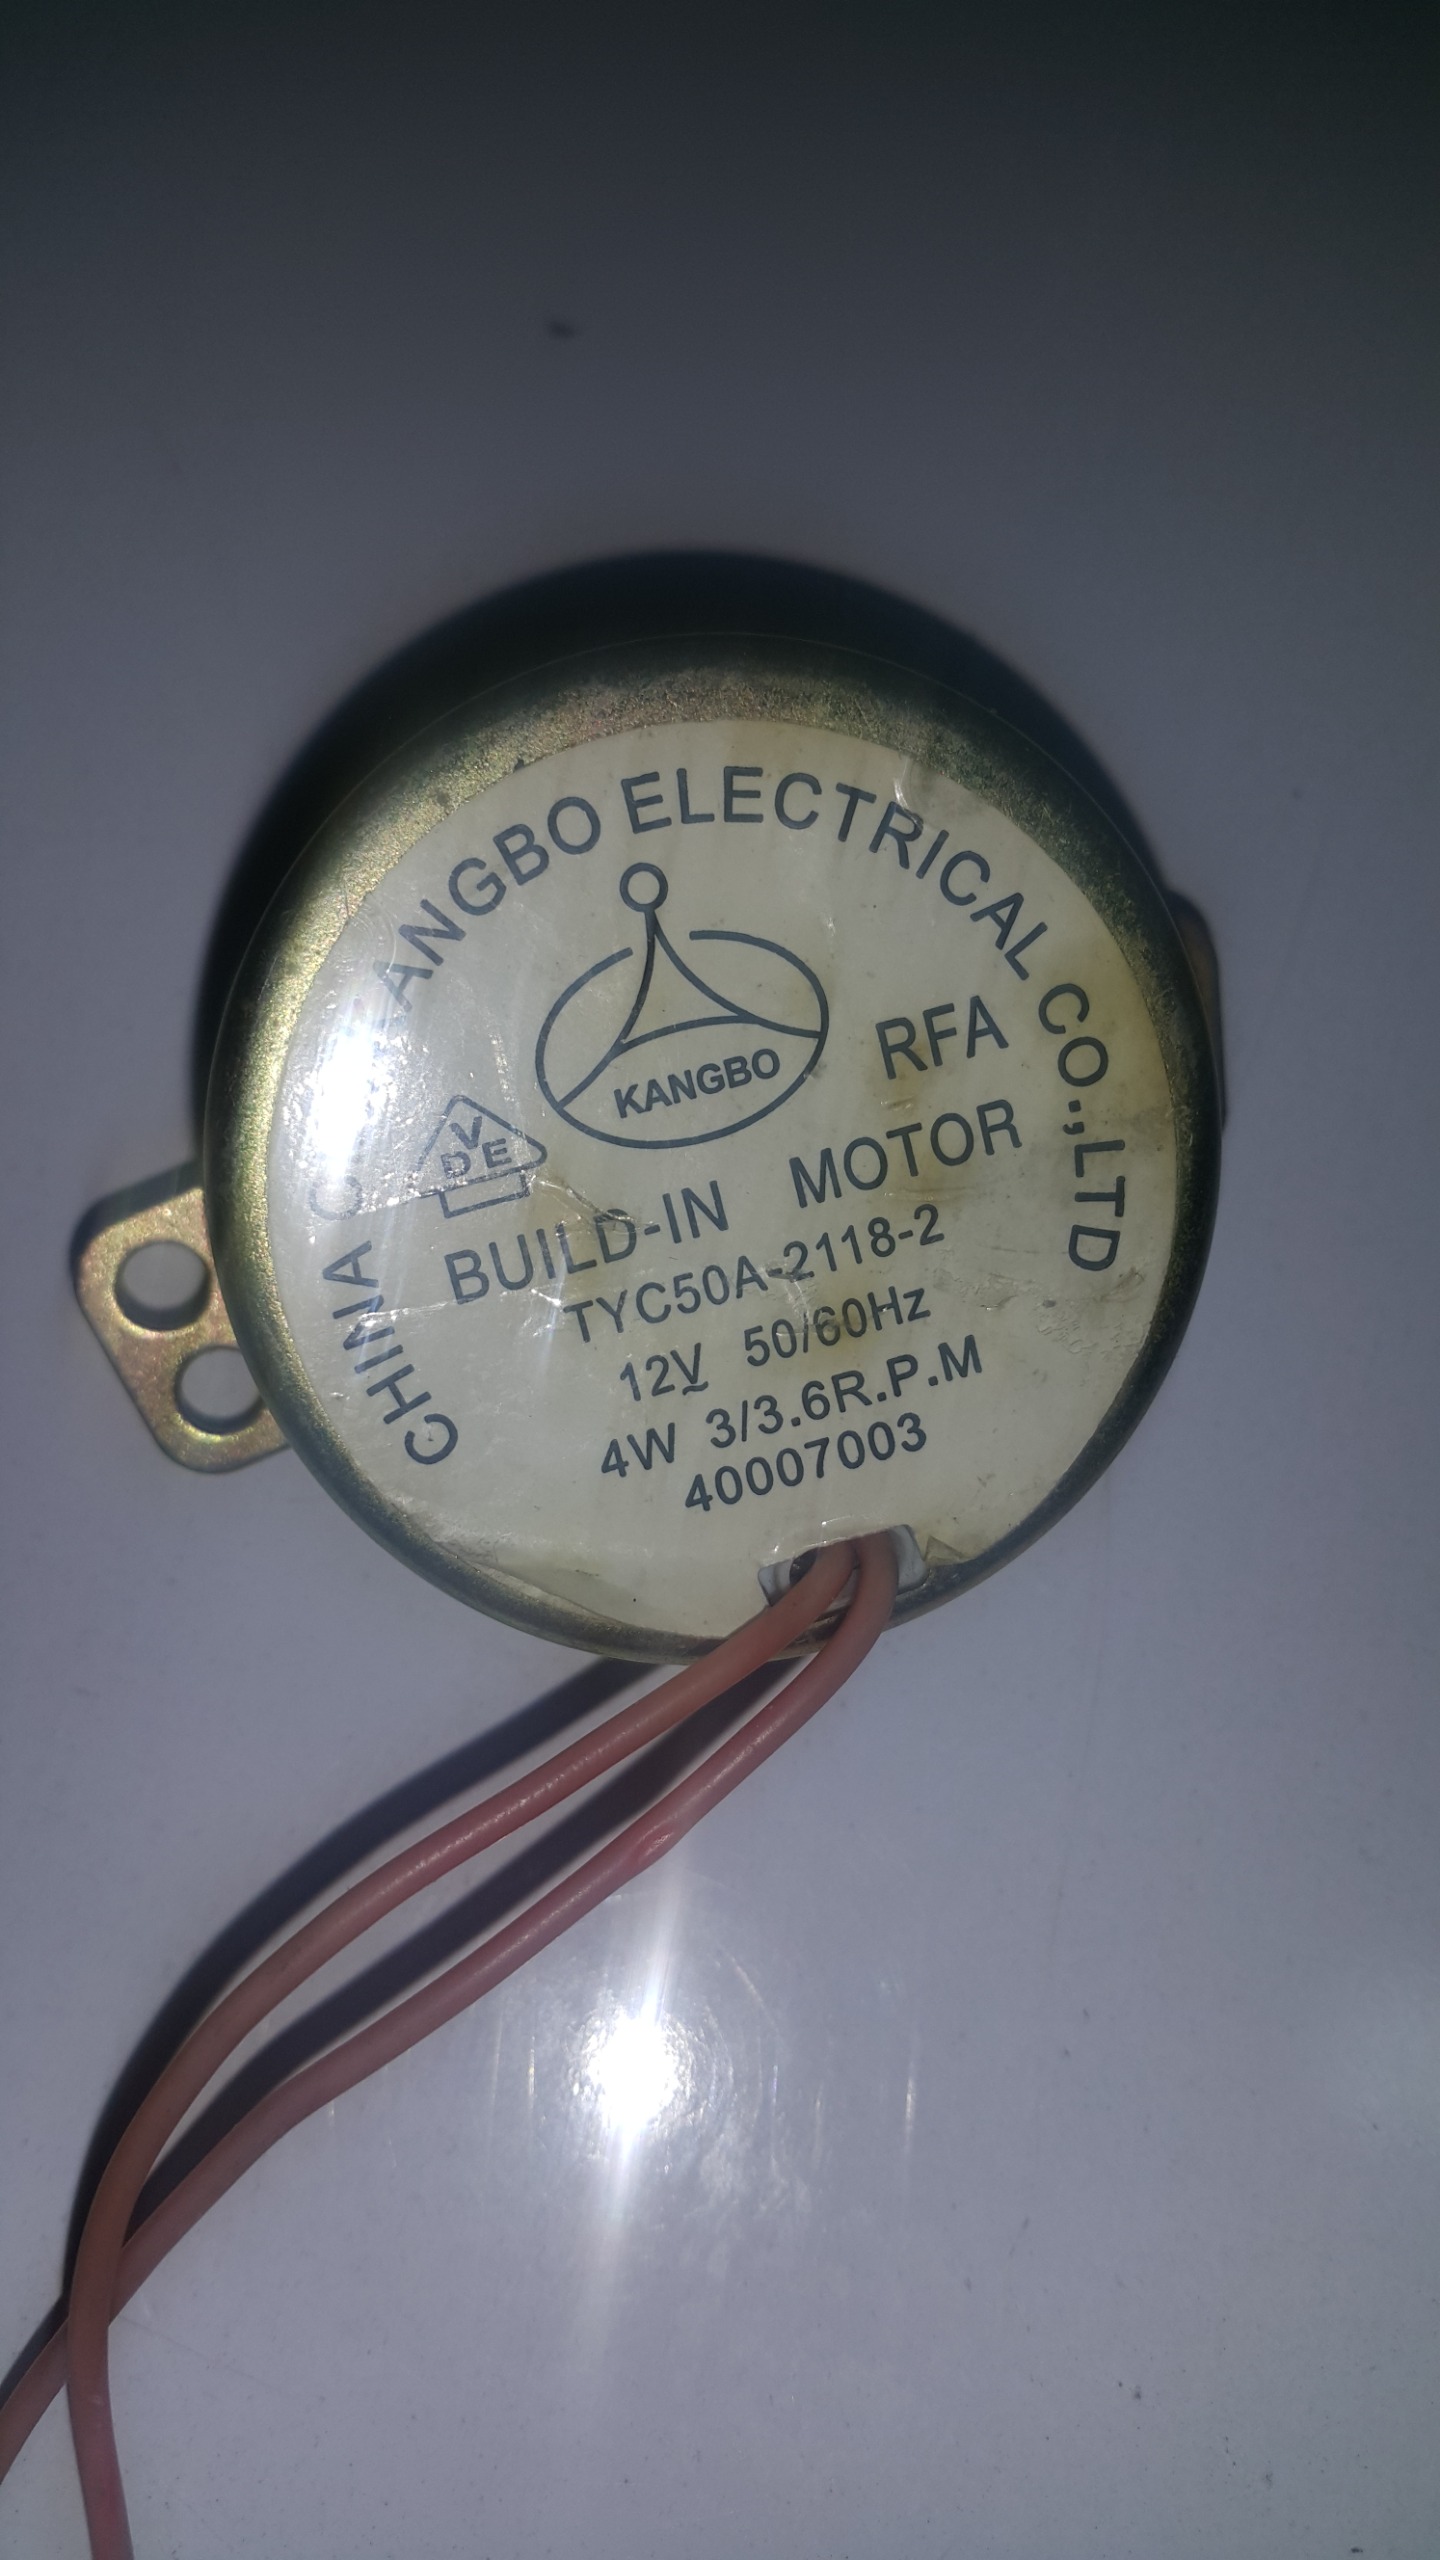 CHINA KANGBO ELECTRICAL CO.,LTD
KANGBO
RFA
VDE
BUILD-IN MOTOR
TYC50A-2118-2
12V~ 50/60Hz
4W 3/3.6R.P.M
40007003